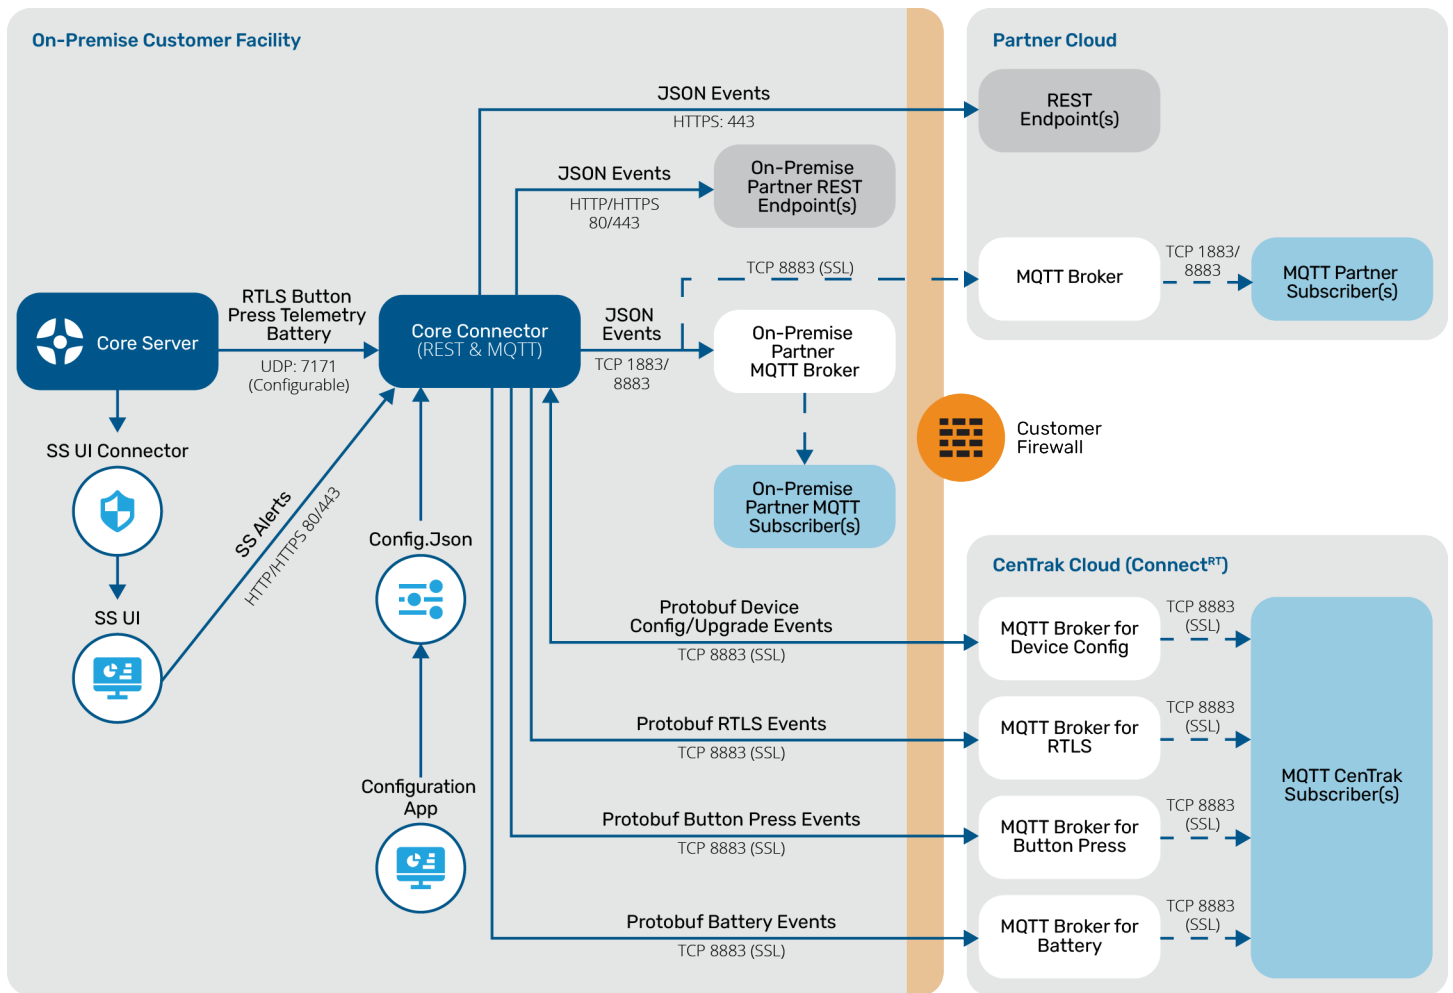 On-Premise Customer Facility
Partner Cloud
JSON Events
HTTPS: 443
REST
Endpoint(s)
JSON Events
HTTP/HTTPS
80/443
On-Premise
Partner REST
Endpoint(s)
TCP 8883 (SSL)
MQTT Broker
TCP 1883/
8883
MQTT Partner
Subscriber(s)
Core Server
RTLS Button
Press Telemetry
Battery
UDP: 7171
(Configurable)
Core Connector
(REST & MQTT)
JSON
Events
TCP 1883/
8883
On-Premise
Partner
MQTT Broker
Customer
Firewall
SS UI Connector
SS Alerts
HTTP/HTTPS 80/443
On-Premise
Partner MQTT
Subscriber(s)
Config.Json
SS UI
CenTrak Cloud (ConnectRT)
Protobuf Device
Config/Upgrade Events
TCP 8883 (SSL)
MQTT Broker for
Device Config
TCP 8883
(SSL)
Protobuf RTLS Events
TCP 8883 (SSL)
MQTT Broker for
RTLS
TCP 8883
(SSL)
MQTT CenTrak
Subscriber(s)
Configuration
App
Protobuf Button Press Events
TCP 8883 (SSL)
MQTT Broker for
Button Press
TCP 8883
(SSL)
Protobuf Battery Events
TCP 8883 (SSL)
MQTT Broker for
Battery
TCP 8883
(SSL)